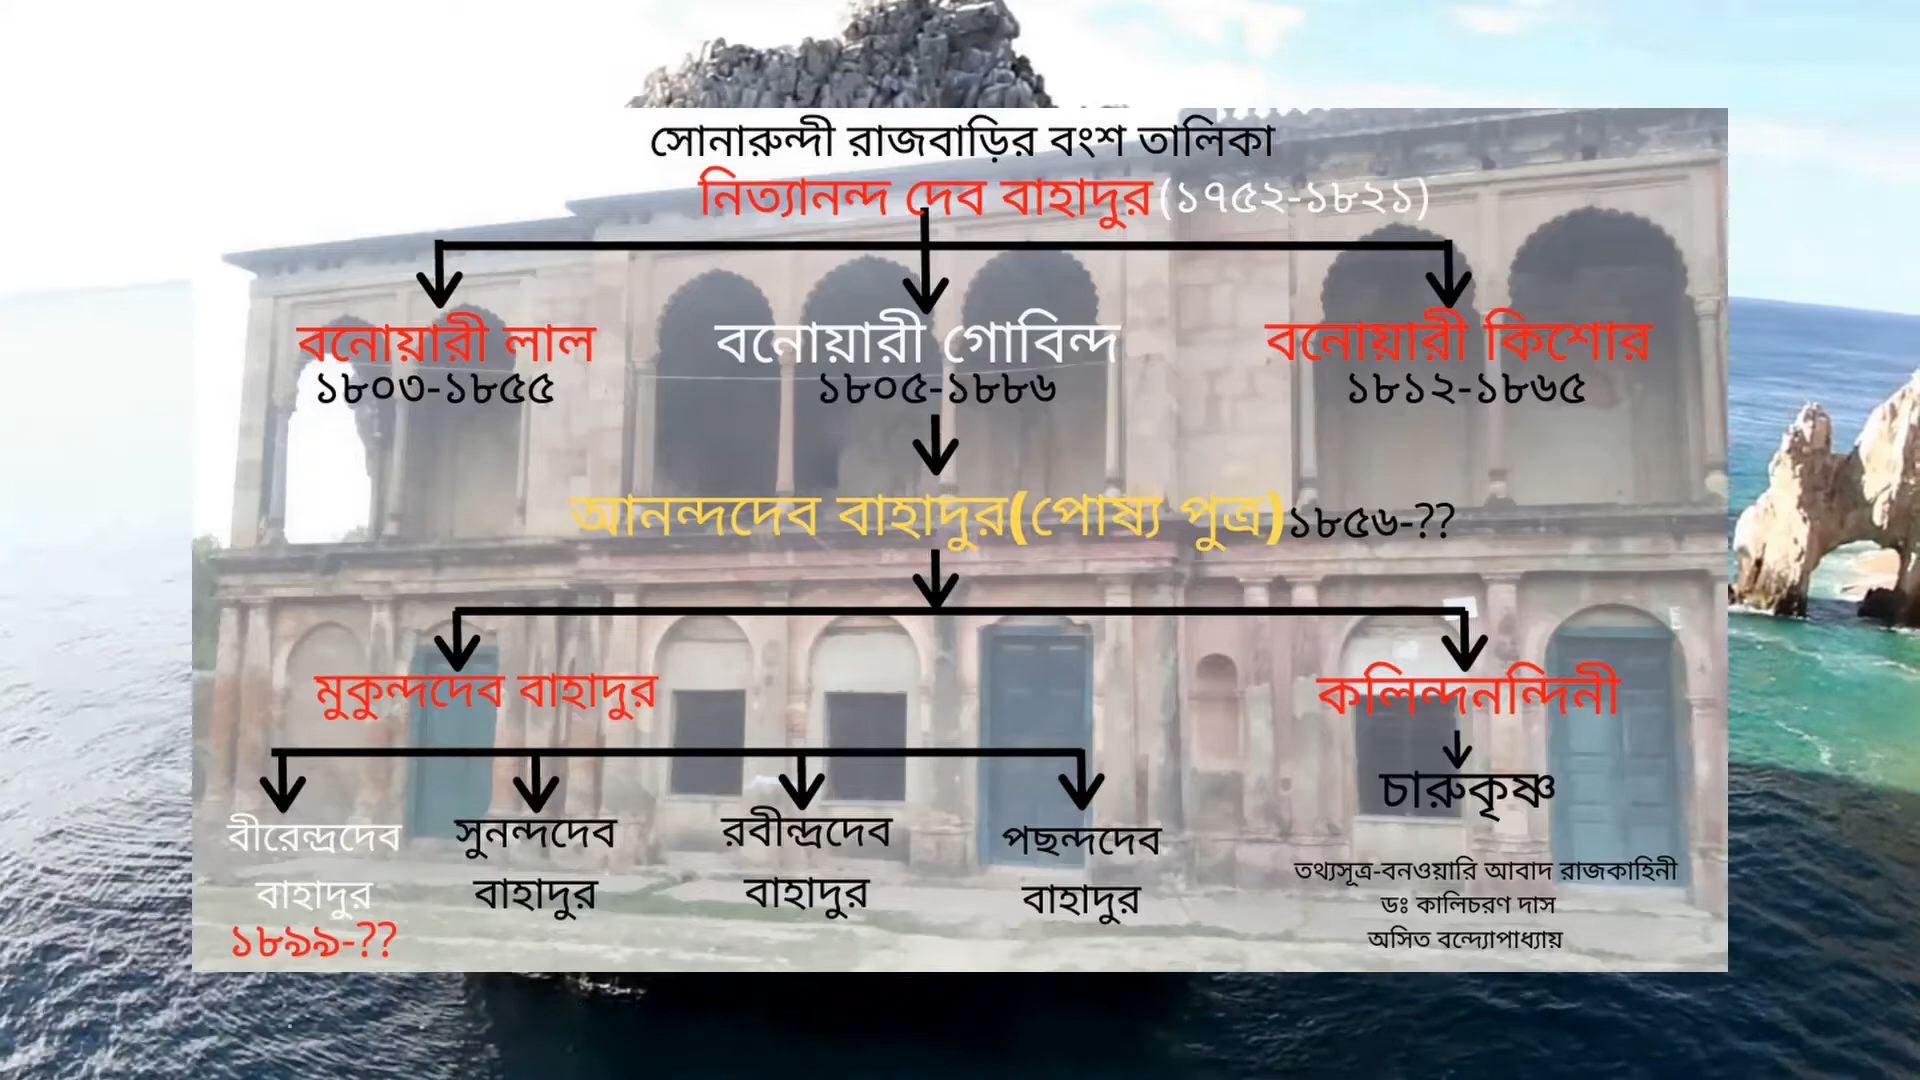 সোনারুন্দী রাজবাড়ির বংশ তালিকা
নিত্যানন্দ দেব বাহাদুর(১৭৫২-১৮২১)
বনোয়ারী লাল
১৮০৩-১৮৫৫
বনোয়ারী গোবিন্দ
১৮০৫-১৮৮৬
বনোয়ারী কিশোর
১৮১২-১৮৬৫
আনন্দদেব বাহাদুর(পোষ্য পুত্র)১৮৫৬-??
মুকুন্দদেব বাহাদুর
কলিন্দনন্দিনী
চারুকৃষ্ণ
বীরেন্দ্রদেব
বাহাদুর
১৮৯৯-??
সুনন্দদেব
বাহাদুর
রবীন্দ্রদেব
বাহাদুর
পছন্দদেব
বাহাদুর
তথ্যসূত্র-বনওয়ারি আবাদ রাজকাহিনী
ডঃ কালিচরণ দাস
অসিত বন্দ্যোপাধ্যায়